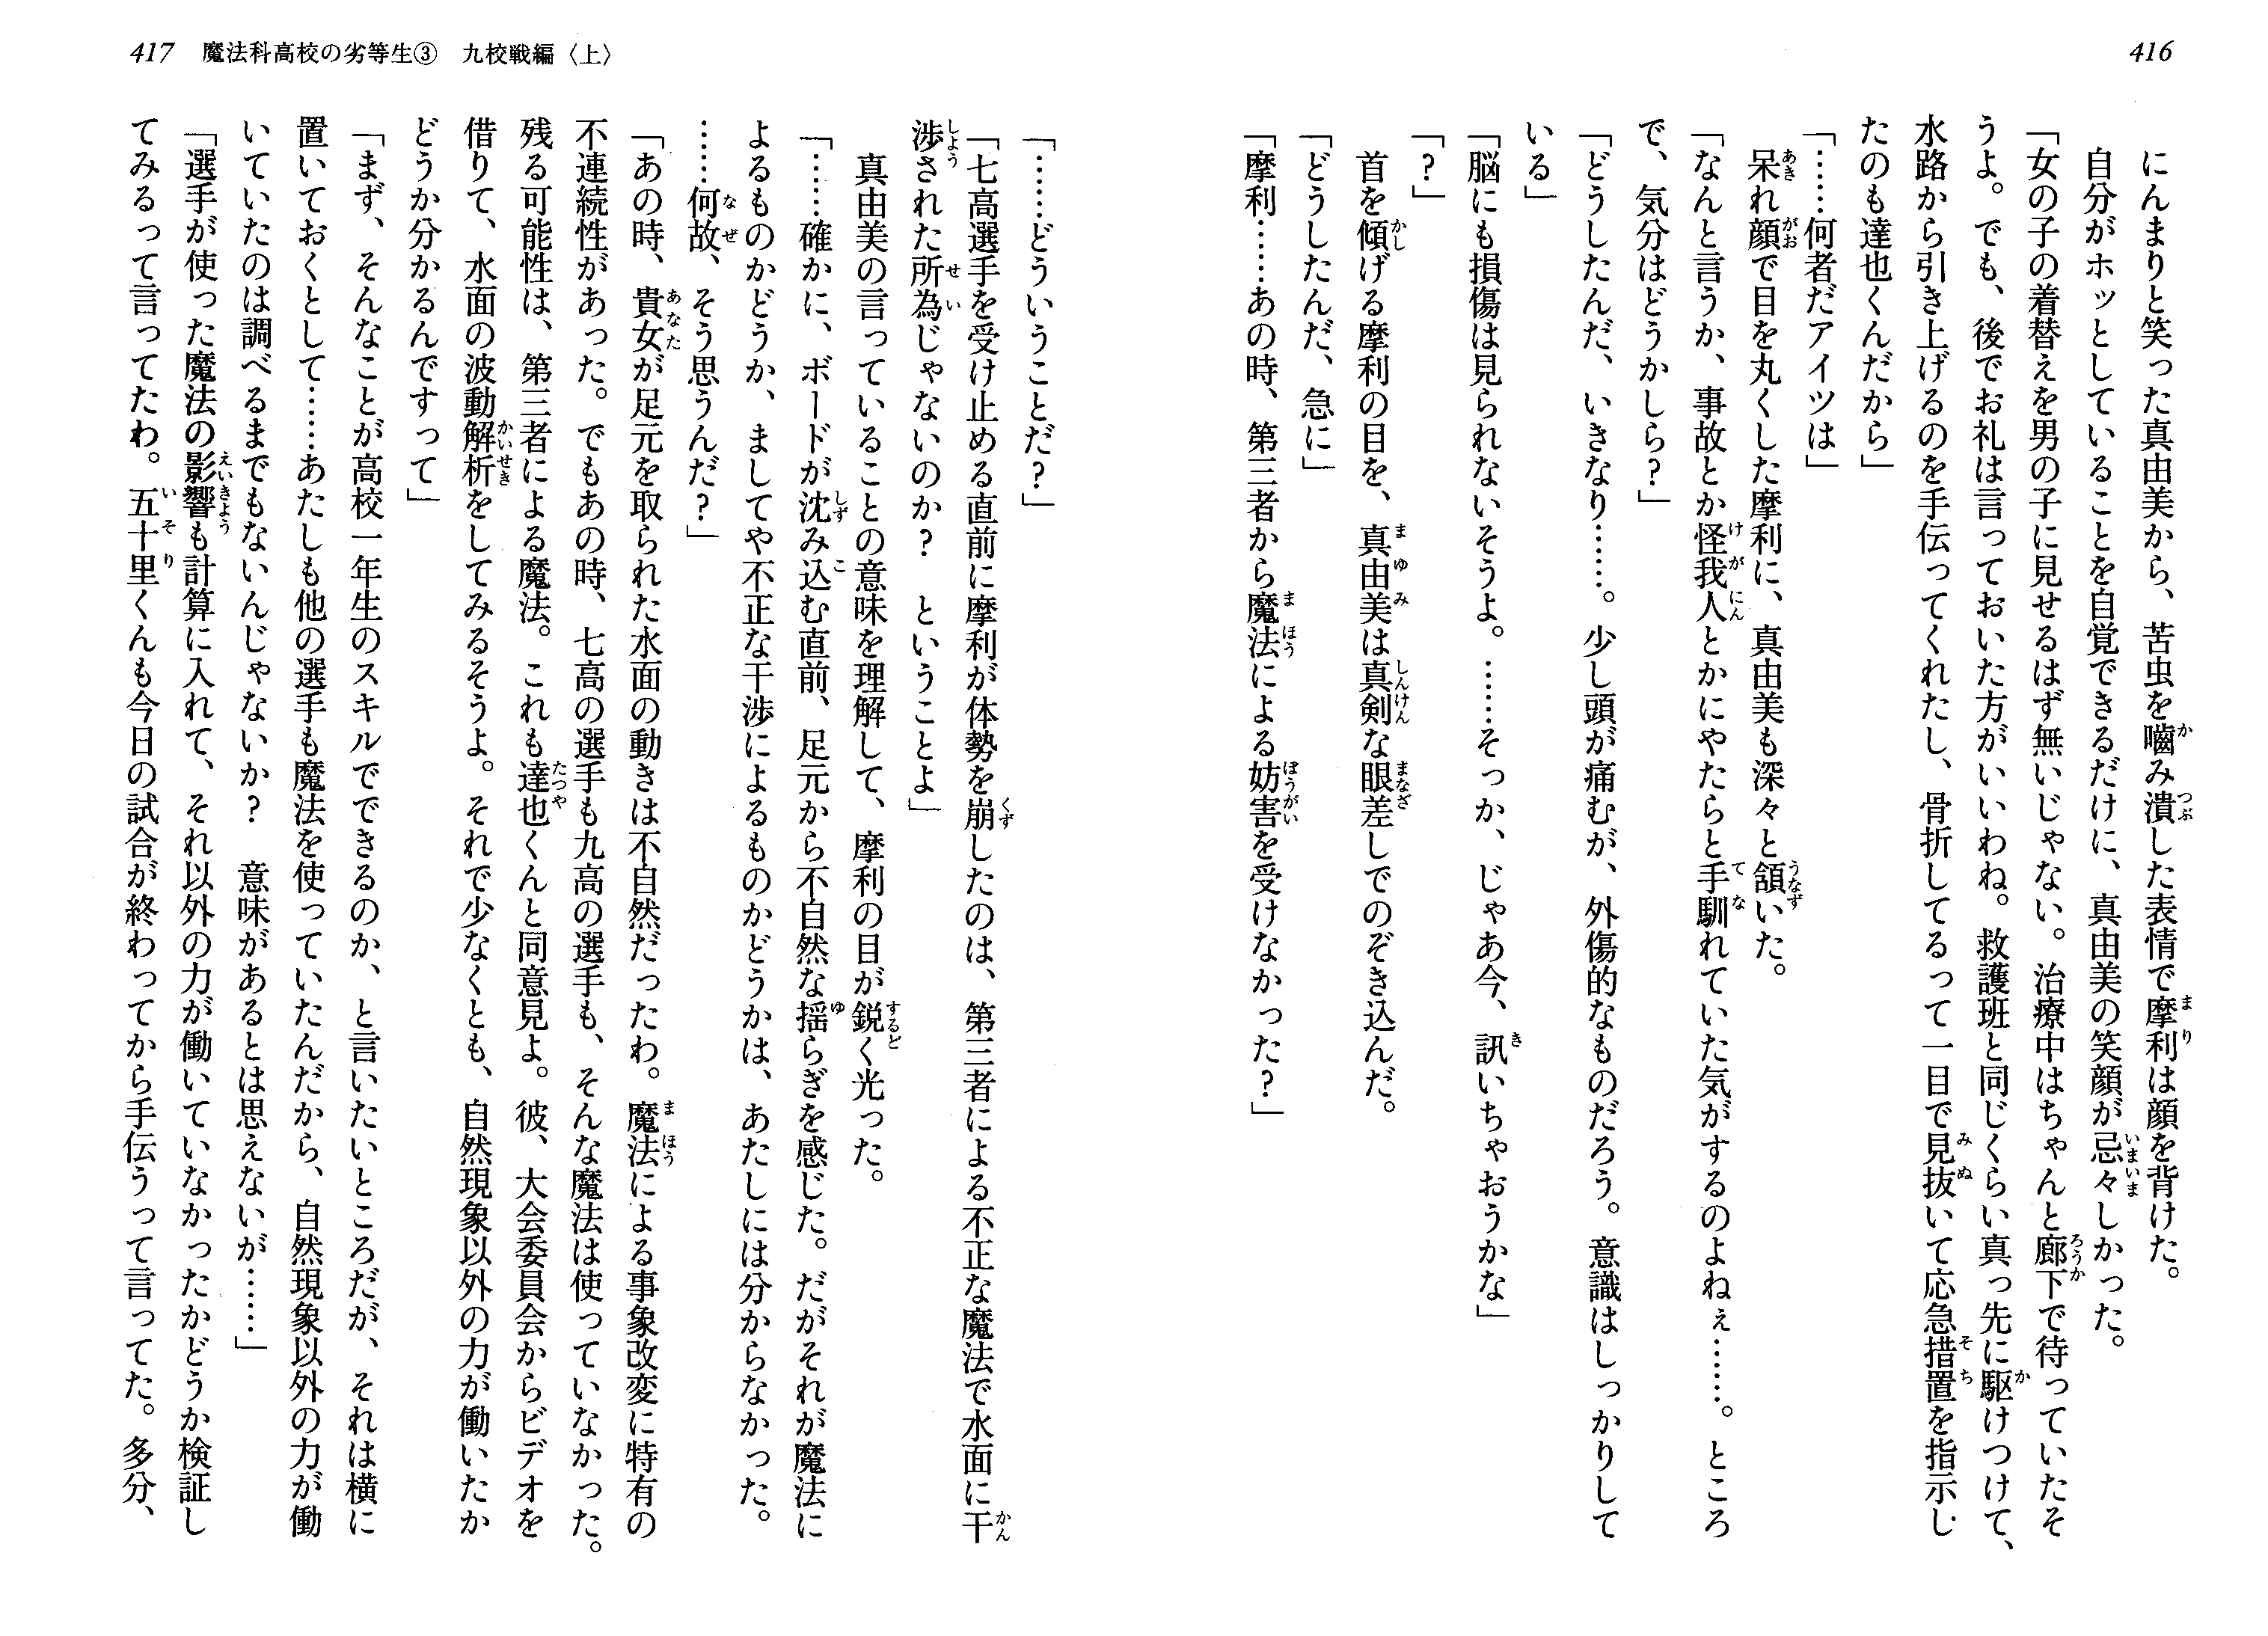 416
にんまりと笑った真由美から、苦虫を嚙み潰した表情で摩利は顔を背けた。
自分がホッとしていることを自覚できるだけに、真由美の笑顔が忌々しかった。
「女の子の着替えを男の子に見せるはず無いじゃない。治療中はちゃんと廊下で待っていたそ
うよ。でも、後でお礼は言っておいた方がいいわね。救護班と同じくらい真っ先に駆けつけて、
水路から引き上げるのを手伝ってくれたし、骨折してるって一目で見抜いて応急措置を指示し
たのも達也くんだから」
「……何者だアイツは」
呆れ顔で目を丸くした摩利に、真由美も深々と頷いた。
「なんと言うか、事故とか怪我人とかにやたらと手馴れていた気がするのよねぇ……。ところ
で、気分はどうかしら？」
「どうしたんだ、いきなり……。少し頭が痛むが、外傷的なものだろう。意識はしっかりして
いる」
「脳にも損傷は見られないそうよ。……そっか、じゃあ今、訊いちゃおうかな」
「？」
首を傾げる摩利の目を、真由美は真剣な眼差しでのぞき込んだ。
「どうしたんだ、急に」
「摩利……あの時、第三者から魔法による妨害を受けなかった？」
417 魔法科高校の劣等生③ 九校戦編〈上〉
「……どういうことだ？」
「七高選手を受け止める直前に摩利が体勢を崩したのは、第三者による不正な魔法で水面に干
渉された所為じゃないのか？ ということよ」
真由美の言っていることの意味を理解して、摩利の目が鋭く光った。
「……確かに、ボードが沈み込む直前、足元から不自然な揺らぎを感じた。だがそれが魔法に
よるものかどうか、ましてや不正な干渉によるものかどうかは、あたしには分からなかった。
……何故、そう思うんだ？」
「あの時、貴女が足元を取られた水面の動きは不自然だったわ。魔法による事象改変に特有の
不連続性があった。でもあの時、七高の選手も九高の選手も、そんな魔法は使っていなかった。
残る可能性は、第三者による魔法。これも達也くんと同意見よ。彼、大会委員会からビデオを
借りて、水面の波動解析をしてみるそうよ。それで少なくとも、自然現象以外の力が働いたか
どうか分かるんですって」
「まず、そんなことが高校一年生のスキルでできるのか、と言いたいところだが、それは横に
置いておくとして……あたしも他の選手も魔法を使っていたんだから、自然現象以外の力が働
いていたのは調べるまでもないんじゃないか？ 意味があるとは思えないが……」
「選手が使った魔法の影響も計算に入れて、それ以外の力が働いていなかったかどうか検証し
てみるって言ってたわ。五十里くんも今日の試合が終わってから手伝うって言ってた。多分、